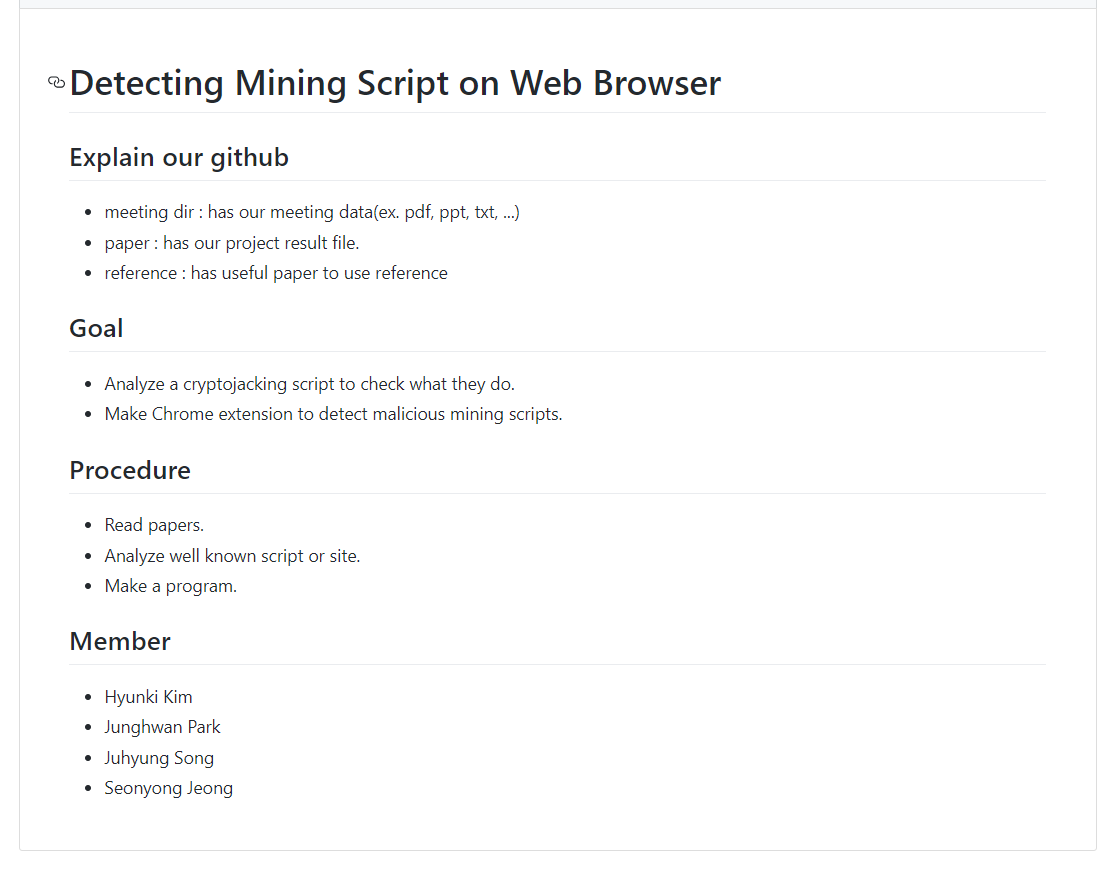 Detecting Mining Script on Web Browser
Explain our github
meeting dir : has our meeting data(ex. pdf, ppt, txt, ...)
paper : has our project result file.
reference : has useful paper to use reference
Goal
Analyze a cryptojacking script to check what they do.
Make Chrome extension to detect malicious mining scripts.
Procedure
Read papers.
Analyze well known script or site.
Make a program.
Member
Hyunki Kim
Junghwan Park
Juhyung Song
Seonyong Jeong